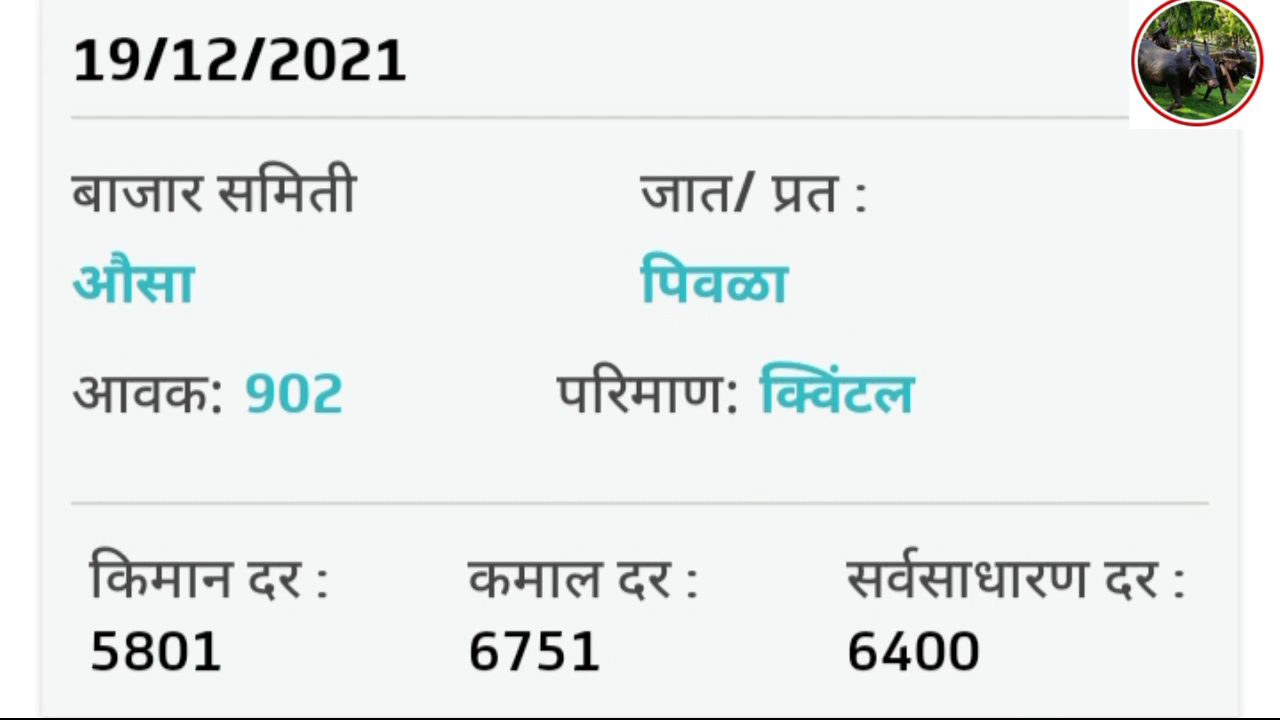 19/12/2021
बाजार समिती जात/ प्रत :
औसा पिवळा
आवक: 902 परिमाण: क्विंटल
किमान दर : कमाल दर : सर्वसाधारण दर :
5801 6751 6400